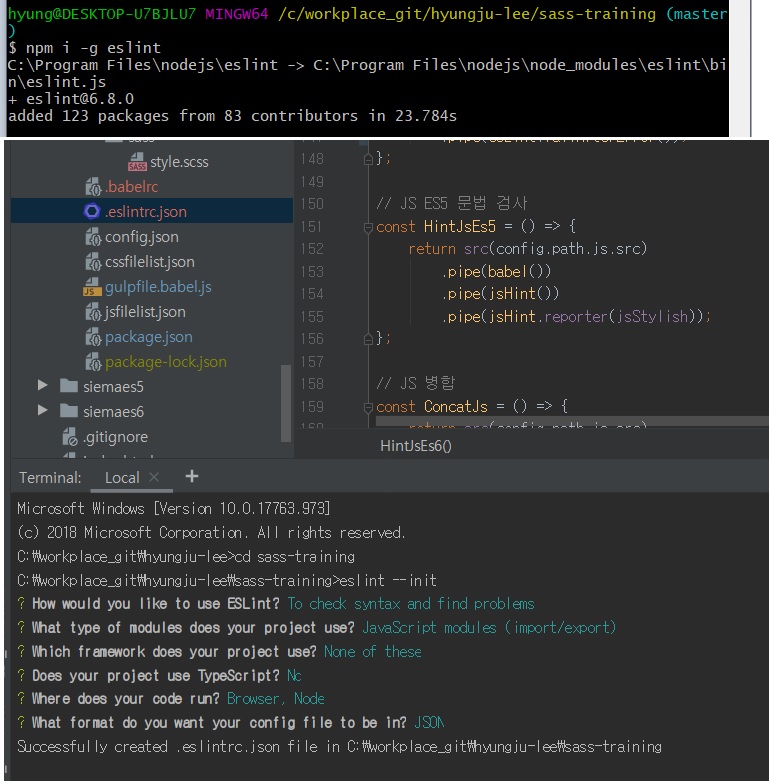 hyung@DESKTOP-U7BJLU7 MINGW64 /c/workplace_git/hyungju-lee/sass-training (master
)
$ npm i -g eslint
C:\Program Files\nodejs\eslint -> C:\Program Files\nodejs\node_modules\eslint\bi
n\eslint.js
+ eslint@6.8.0
added 123 packages from 83 contributors in 23.784s
style.scss
.babelrc
.eslintrc.json
config.json
cssfilelist.json
gulpfile.babel.js
jsfilelist.json
package.json
package-lock.json
siemaes5
siemaes6
.gitignore
148 };
149
150 // JS ES5 문법 검사
151 const HintJsEs5 = () => {
152 return src(config.path.js.src)
153 .pipe(babel())
154 .pipe(jsHint())
155 .pipe(jsHint.reporter(jsStylish));
156 };
157
158 // JS 병합
159 const ConcatJs = () => {
160 return src(config.path.js.src)
HintJsEs6()
Terminal: Local × +
Microsoft Windows [Version 10.0.17763.973]
(c) 2018 Microsoft Corporation. All rights reserved.
C:₩workplace_git₩hyungju-lee>cd sass-training
C:₩workplace_git₩hyungju-lee₩sass-training>eslint --init
? How would you like to use ESLint? To check syntax and find problems
? What type of modules does your project use? JavaScript modules (import/export)
? Which framework does your project use? None of these
? Does your project use TypeScript? No
? Where does your code run? Browser, Node
? What format do you want your config file to be in? JSON
Successfully created .eslintrc.json file in C:₩workplace_git₩hyungju-lee₩sass-training